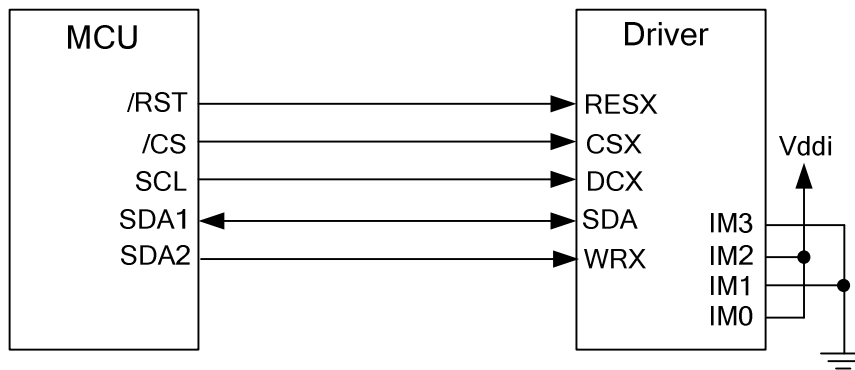 MCU
Driver
/RST
RESX
/CS
CSX
SCL
DCX
SDA1
SDA
SDA2
WRX
Vddi
IM3
IM2
IM1
IM0